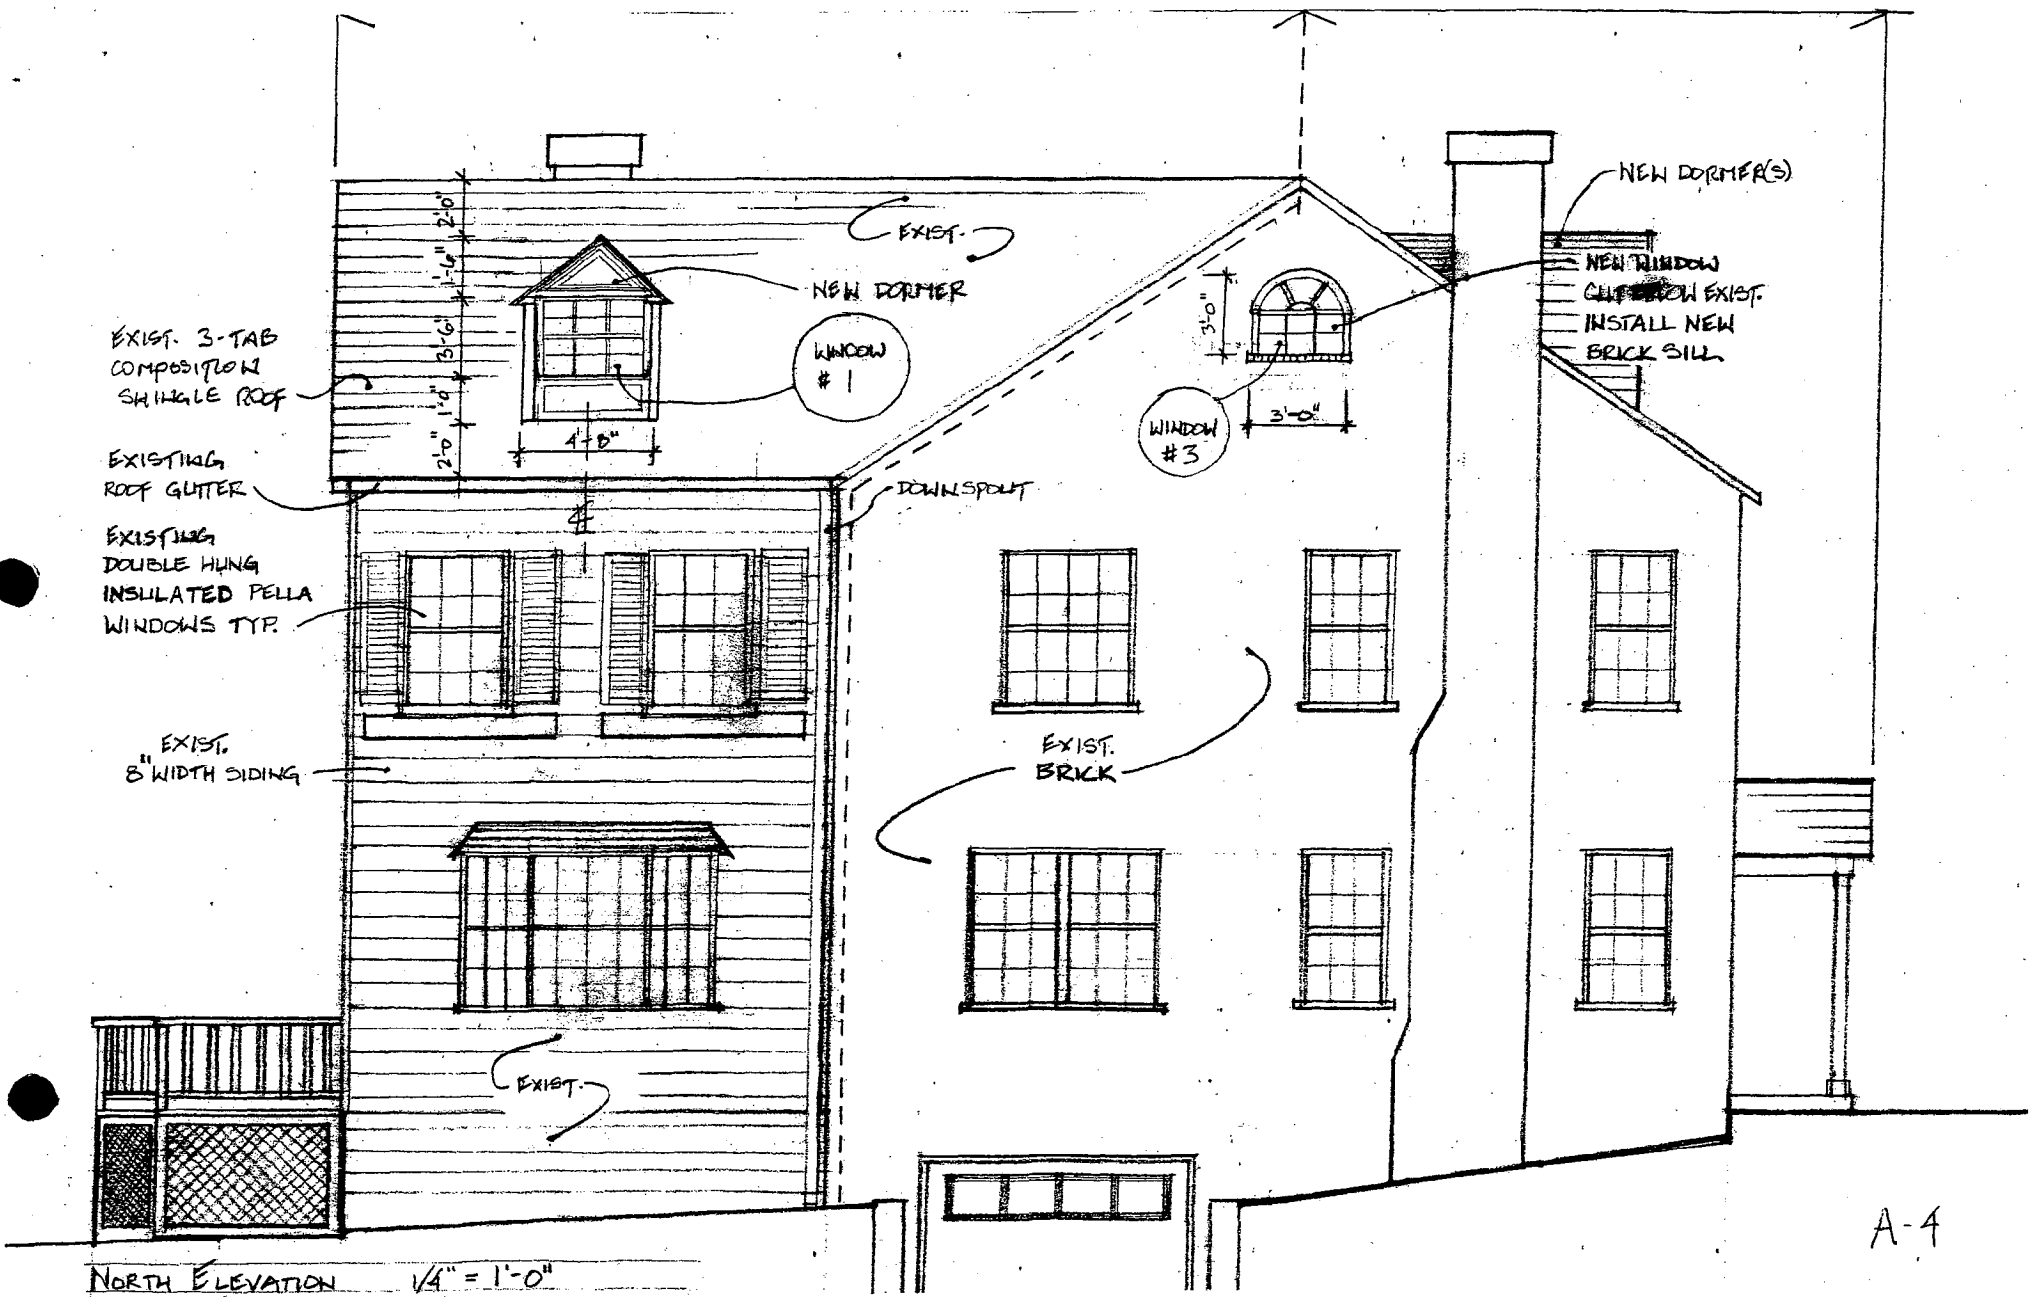 NEW DORMER(S)
2'-0"
EXIST.
1'-6"
NEW DORMER
NEW WINDOW
EXIST.
INSTALL NEW
BRICK SILL
3'-0"
3'-6"
EXIST. 3-TAB
COMPOSITION
SHINGLE ROOF
WINDOW
# 1
1'-0"
3'-0"
WINDOW
#3
4'-8"
2'-0"
EXISTING
ROOF GUTTER
DOWNSPOUT
EXISTING
DOUBLE HUNG
INSULATED PELLA
WINDOWS TYP.
EXIST.
8" WIDTH SIDING
EXIST.
BRICK
EXIST.
A-4
NORTH ELEVATION 1/4" = 1'-0"